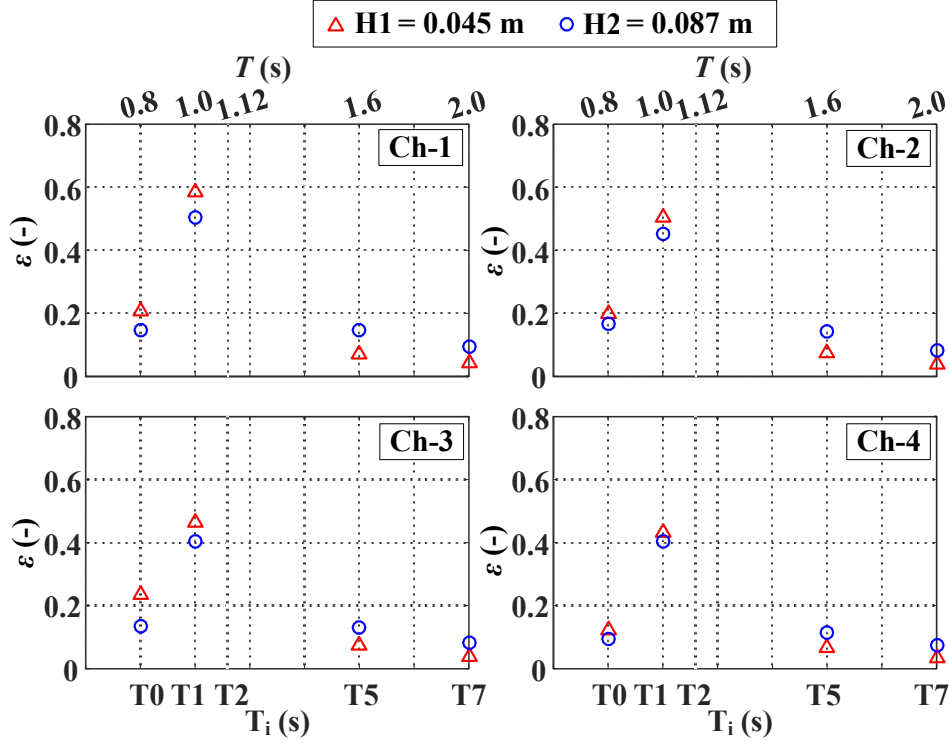 H1 = 0.045 m H2 = 0.087 m
T (s) T (s)
0.8 1.0 1.12 1.6 2.0 0.8 1.0 1.12 1.6 2.0
0.8 Ch-1 0.8 Ch-2
0.6 0.6
ε (-) ε (-)
0.4 0.4
0.2 0.2
0 0
0.8 Ch-3 0.8 Ch-4
0.6 0.6
ε (-) ε (-)
0.4 0.4
0.2 0.2
0 0
T0 T1 T2 T5 T7 T0 T1 T2 T5 T7
Ti (s) Ti (s)